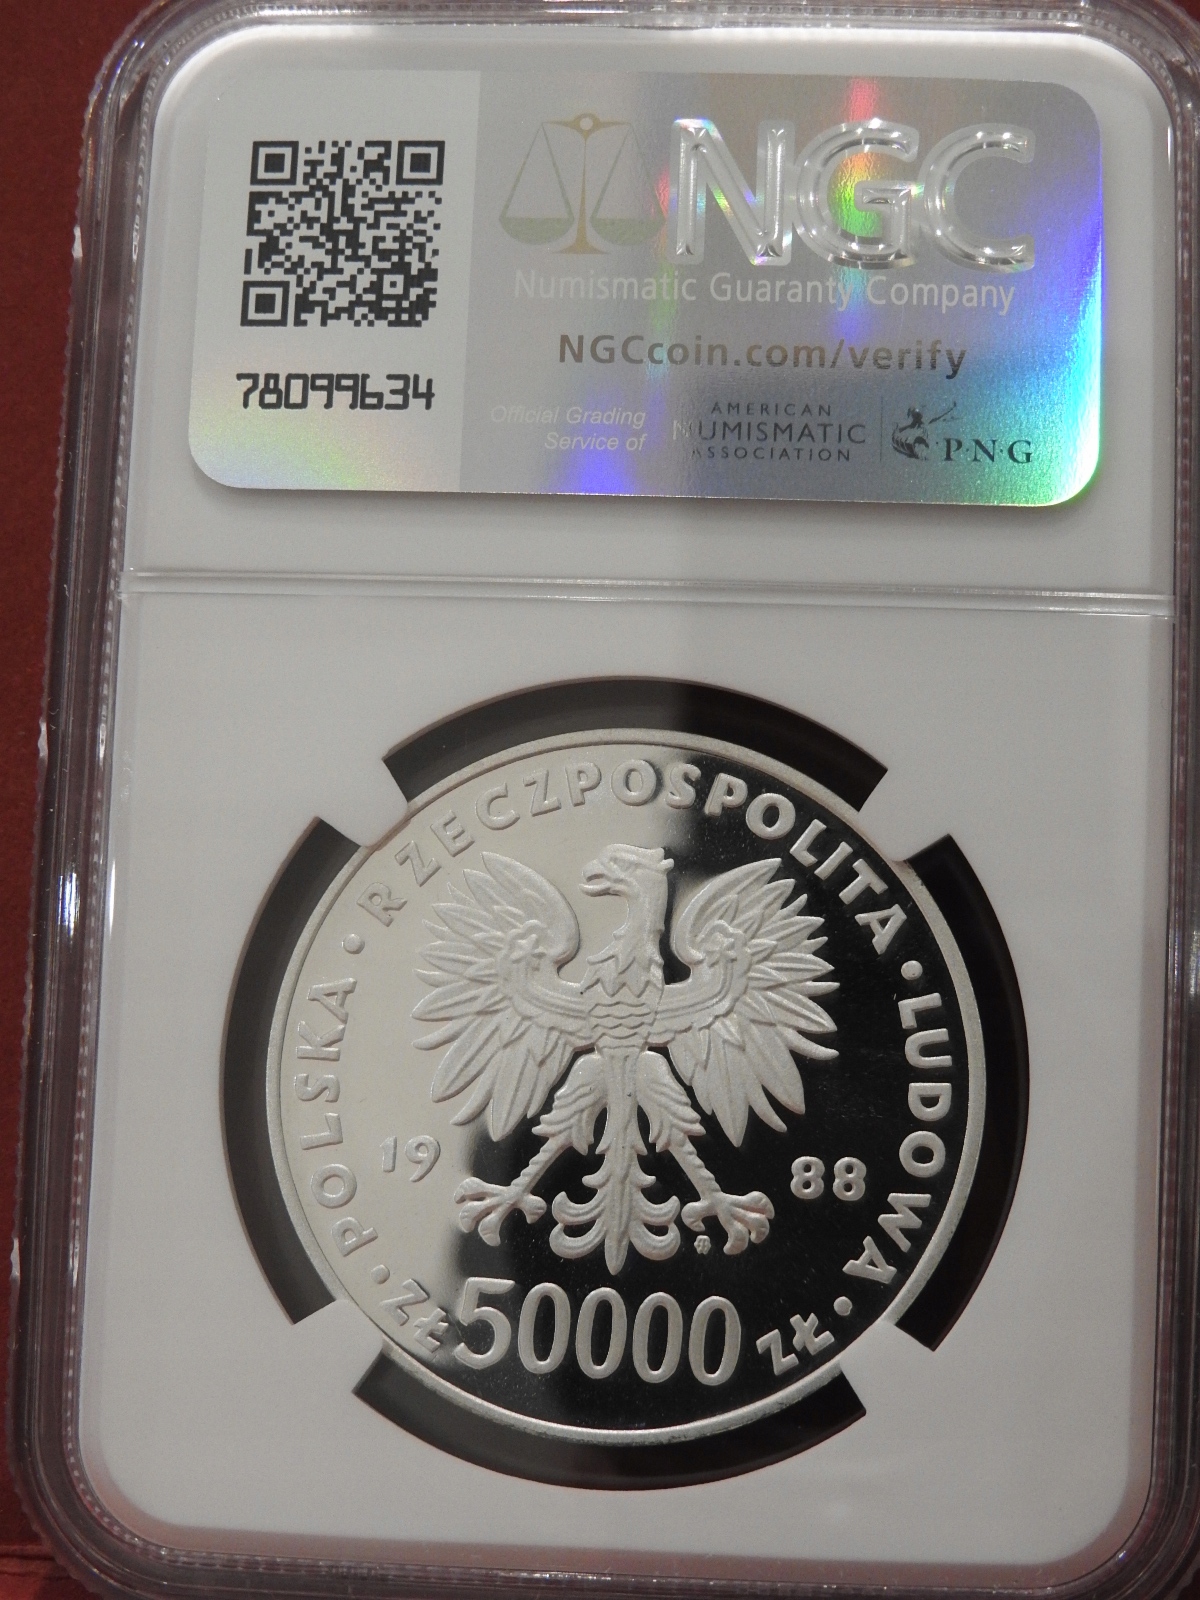 NGC
Numismatic Guaranty Company
NGCcoin.com/verify
78099634
Official Grading
Service of
AMERICAN
NUMISMATIC
ASSOCIATION
P·N·G
POLSKA · RZECZPOSPOLITA · LUDOWA ·
19 88
ZŁ 50000 ZŁ